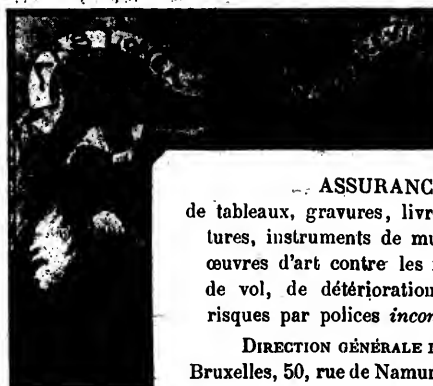 ASSURANC
de tableaux, gravures, livr
tures, instruments de mu
œuvres d'art contre les
de vol, de détérioration
risques par polices incon
DIRECTION GÉNÉRALE
Bruxelles, 50, rue de Namur